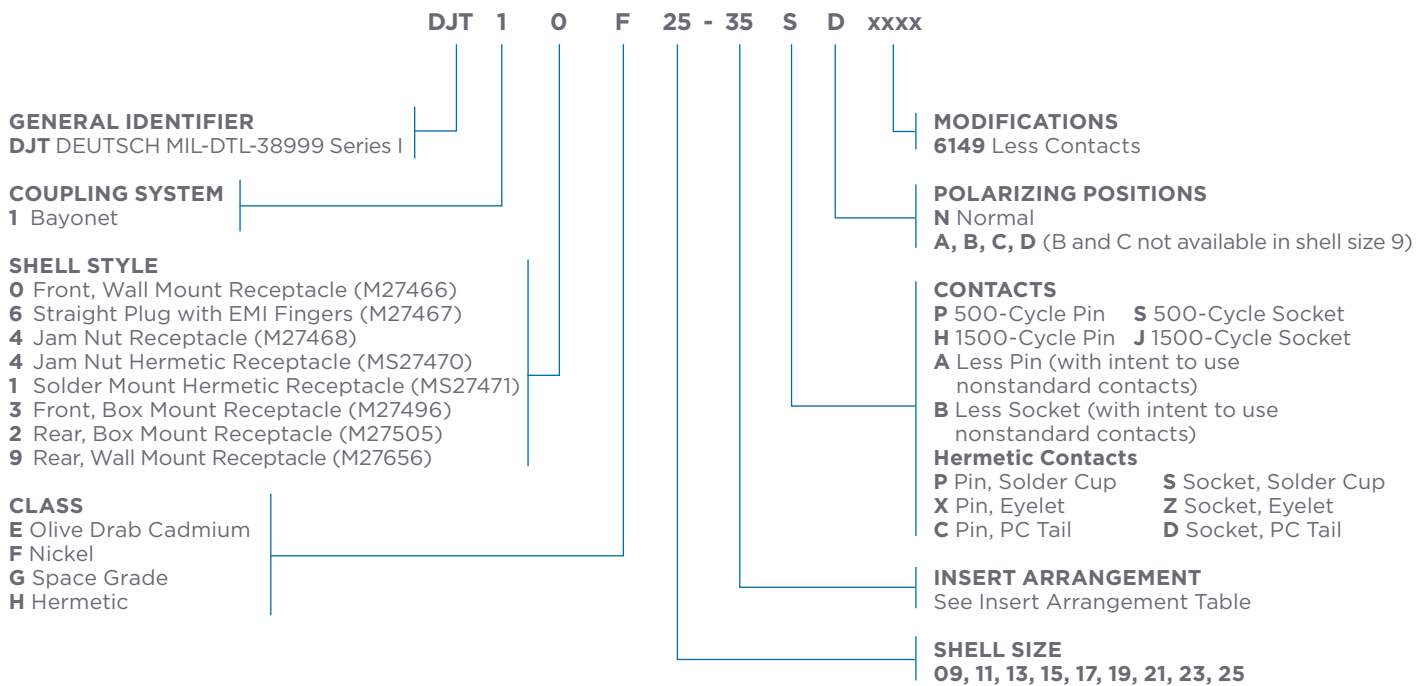 DJT 1 0 F 25 - 35 S D xxxx
GENERAL IDENTIFIER
DJT DEUTSCH MIL-DTL-38999 Series I
COUPLING SYSTEM
1 Bayonet
SHELL STYLE
0 Front, Wall Mount Receptacle (M27466)
6 Straight Plug with EMI Fingers (M27467)
4 Jam Nut Receptacle (M27468)
4 Jam Nut Hermetic Receptacle (MS27470)
1 Solder Mount Hermetic Receptacle (MS27471)
3 Front, Box Mount Receptacle (M27496)
2 Rear, Box Mount Receptacle (M27505)
9 Rear, Wall Mount Receptacle (M27656)
CLASS
E Olive Drab Cadmium
F Nickel
G Space Grade
H Hermetic
MODIFICATIONS
6149 Less Contacts
POLARIZING POSITIONS
N Normal
A, B, C, D (B and C not available in shell size 9)
CONTACTS
P 500-Cycle Pin S 500-Cycle Socket
H 1500-Cycle Pin J 1500-Cycle Socket
A Less Pin (with intent to use
nonstandard contacts)
B Less Socket (with intent to use
nonstandard contacts)
Hermetic Contacts
P Pin, Solder Cup S Socket, Solder Cup
X Pin, Eyelet Z Socket, Eyelet
C Pin, PC Tail D Socket, PC Tail
INSERT ARRANGEMENT
See Insert Arrangement Table
SHELL SIZE
09, 11, 13, 15, 17, 19, 21, 23, 25